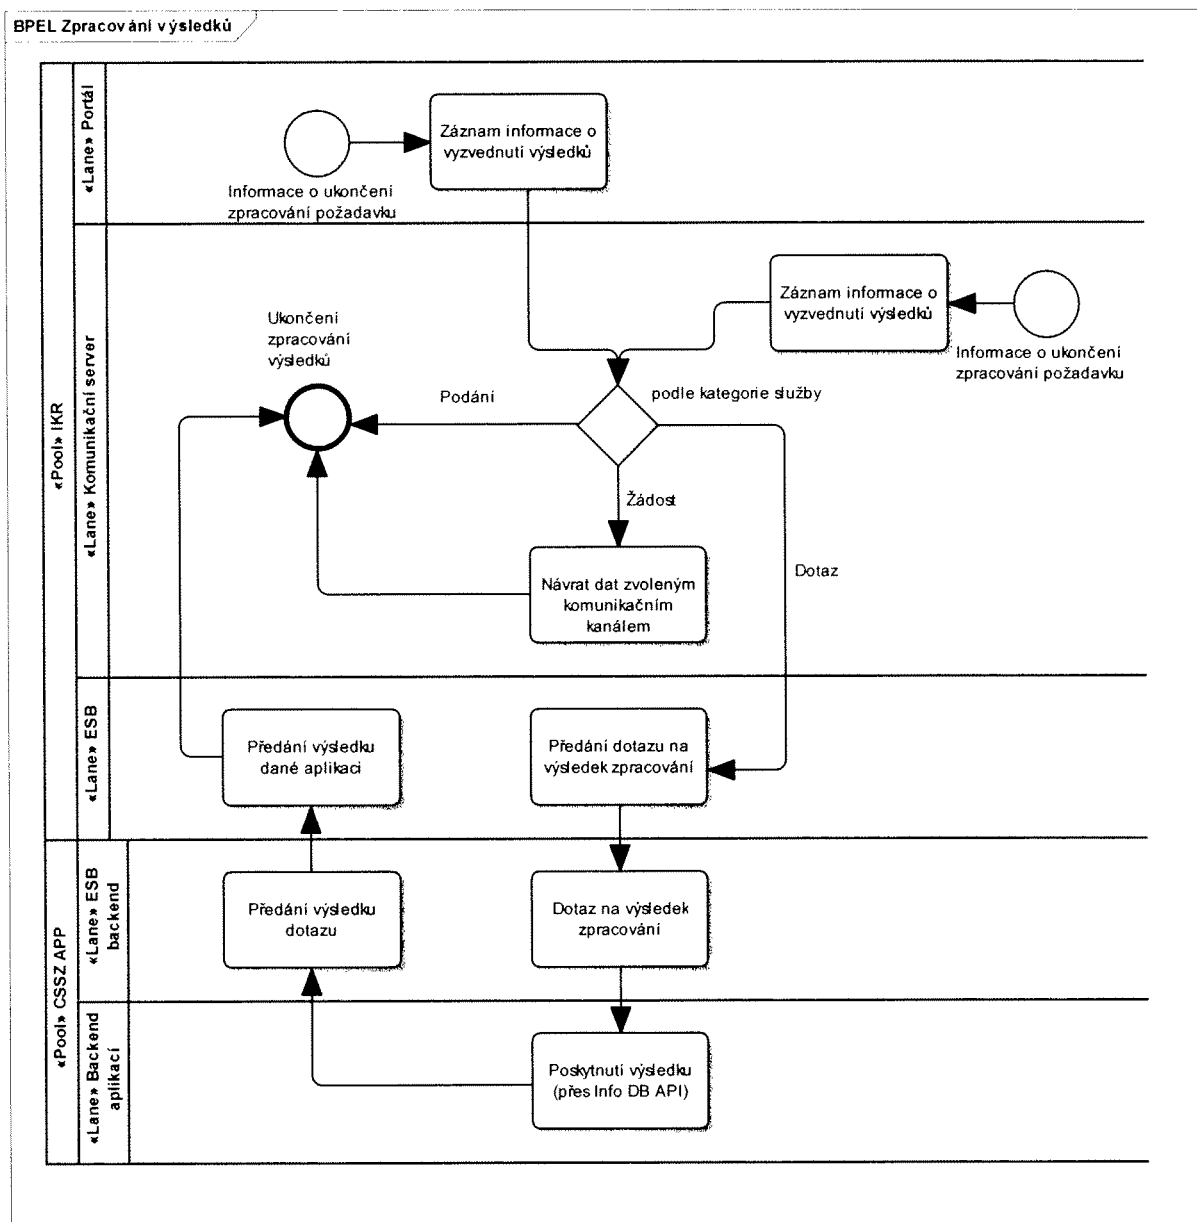 BPEL Zpracování výsledků
«Pool» IKR
«Lane» Portál
Informace o ukončení
zpracování požadavku
Záznam informace o
vyzvednutí výsledků
«Lane» Komunikační server
Záznam informace o
vyzvednutí výsledků
Informace o ukončení
zpracování požadavku
Ukončení
zpracování
výsledků
Podání
podle kategorie služby
Žádost
Dotaz
Návrat dat zvoleným
komunikačním
kanálem
«Lane» ESB
Předání výsledku
dané aplikaci
Předání dotazu na
výsledek zpracování
«Pool» CSSZ APP
«Lane» ESB
backend
Předání výsledku
dotazu
Dotaz na výsledek
zpracování
«Lane» Backend
aplikací
Poskytnutí výsledku
(přes Info DB API)